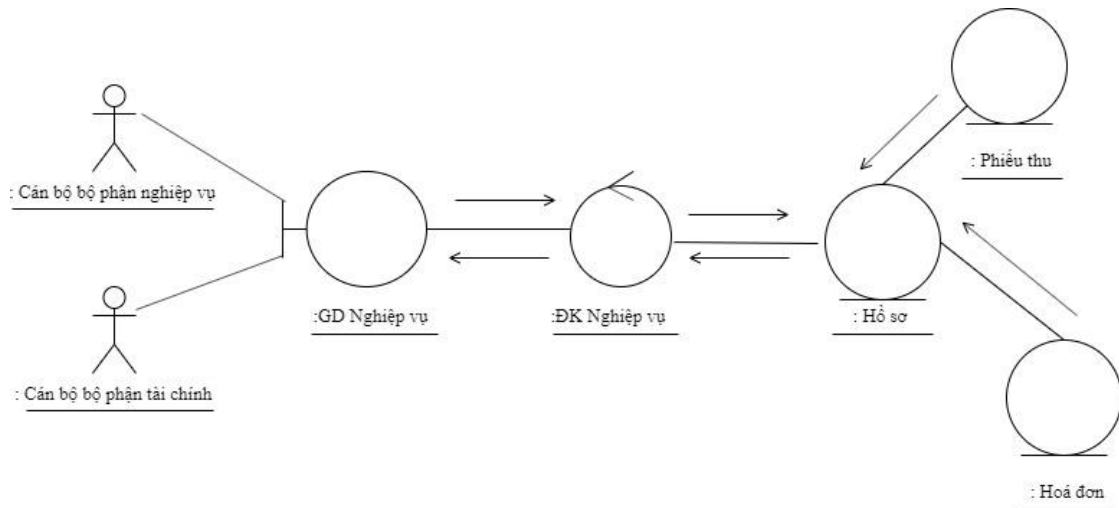 : Cán bộ bộ phận nghiệp vụ
: Phiếu thu
:GD Nghiệp vụ
:ĐK Nghiệp vụ
: Hồ sơ
: Cán bộ bộ phận tài chính
: Hoá đơn